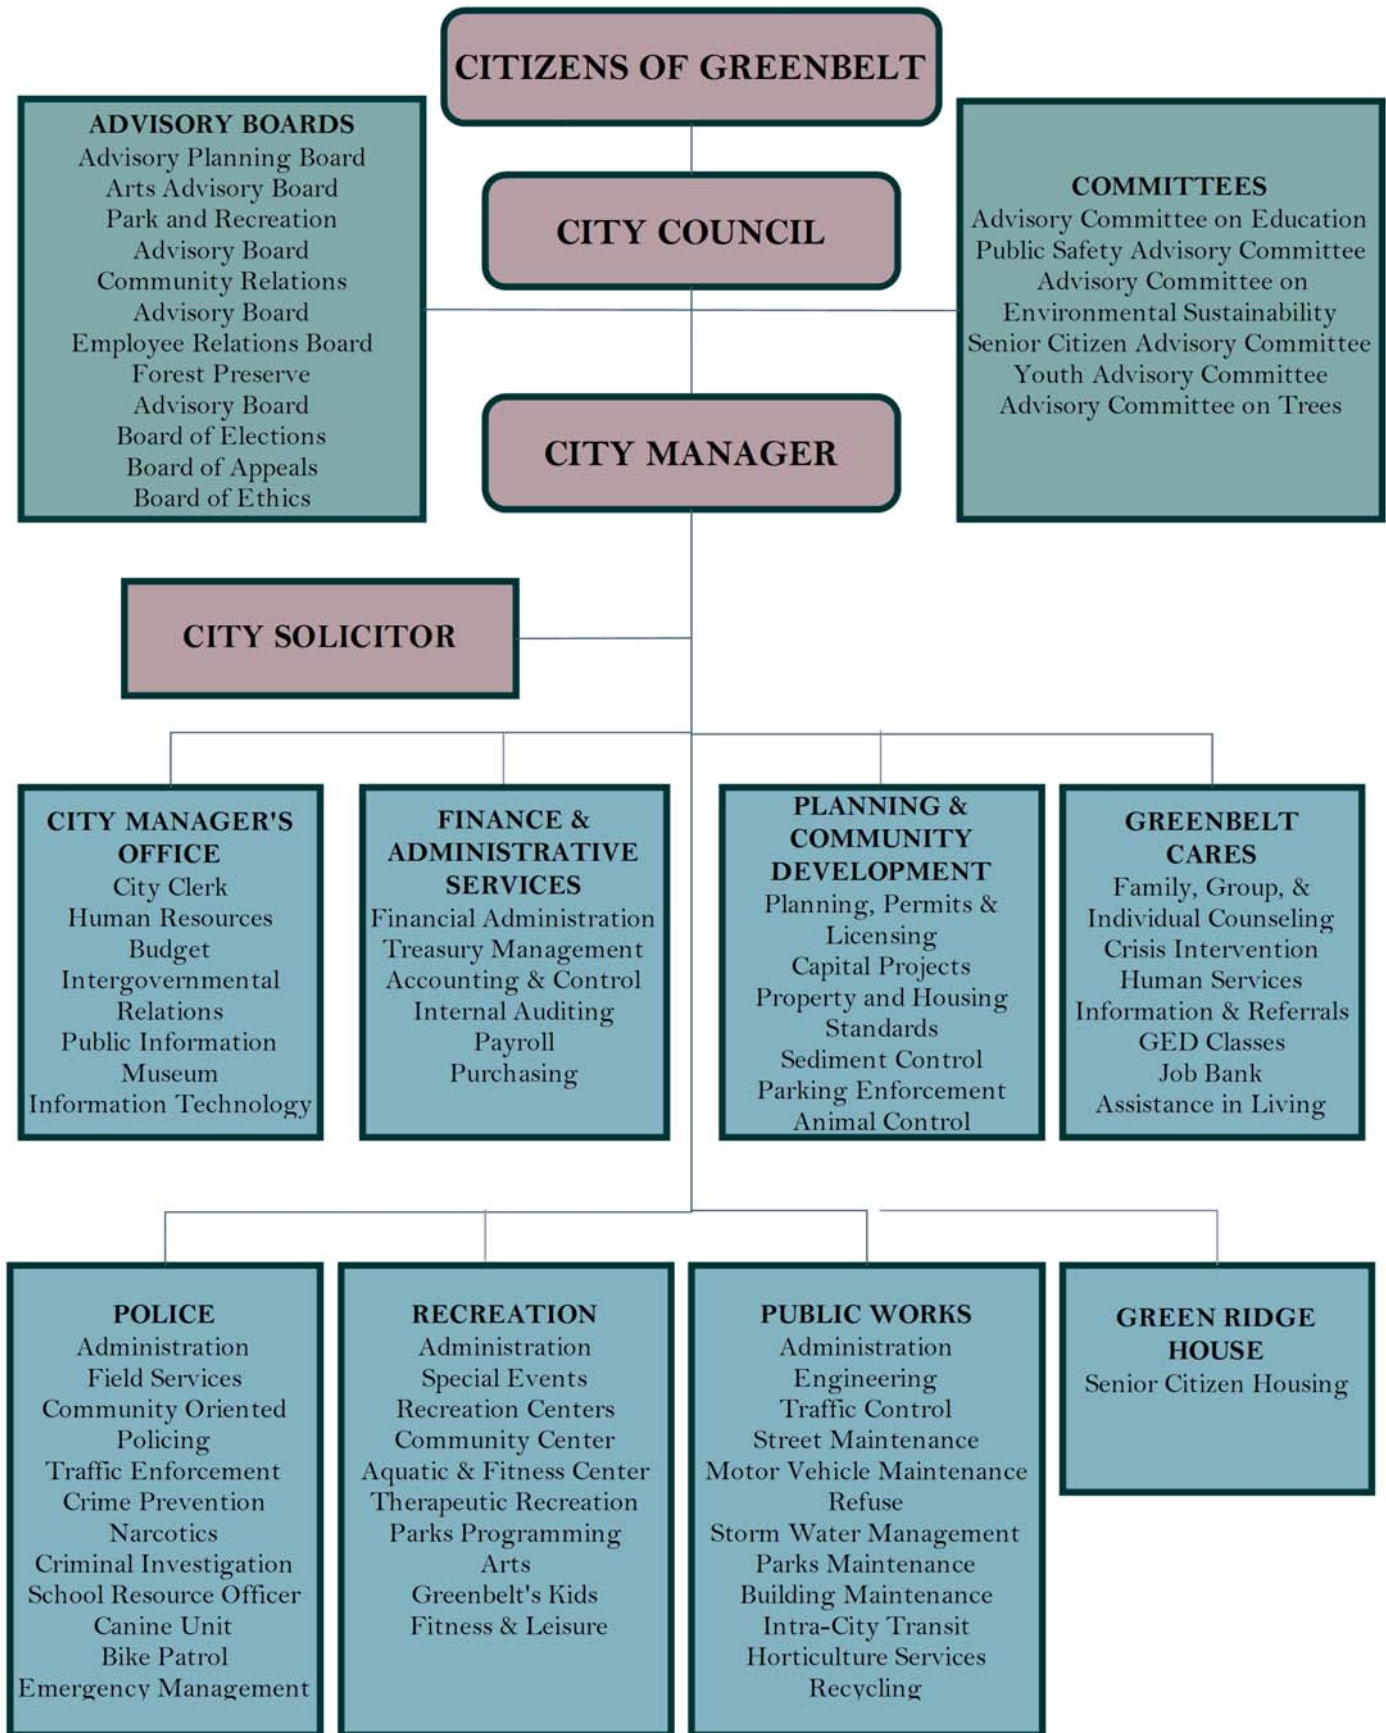 CITIZENS OF GREENBELT
ADVISORY BOARDS
Advisory Planning Board
Arts Advisory Board
Park and Recreation
Advisory Board
Community Relations
Advisory Board
Employee Relations Board
Forest Preserve
Advisory Board
Board of Elections
Board of Appeals
Board of Ethics
CITY COUNCIL
COMMITTEES
Advisory Committee on Education
Public Safety Advisory Committee
Advisory Committee on
Environmental Sustainability
Senior Citizen Advisory Committee
Youth Advisory Committee
Advisory Committee on Trees
CITY MANAGER
CITY SOLICITOR
CITY MANAGER'S
OFFICE
City Clerk
Human Resources
Budget
Intergovernmental
Relations
Public Information
Museum
Information Technology
FINANCE &
ADMINISTRATIVE
SERVICES
Financial Administration
Treasury Management
Accounting & Control
Internal Auditing
Payroll
Purchasing
PLANNING &
COMMUNITY
DEVELOPMENT
Planning, Permits &
Licensing
Capital Projects
Property and Housing
Standards
Sediment Control
Parking Enforcement
Animal Control
GREENBELT
CARES
Family, Group, &
Individual Counseling
Crisis Intervention
Human Services
Information & Referrals
GED Classes
Job Bank
Assistance in Living
POLICE
Administration
Field Services
Community Oriented
Policing
Traffic Enforcement
Crime Prevention
Narcotics
Criminal Investigation
School Resource Officer
Canine Unit
Bike Patrol
Emergency Management
RECREATION
Administration
Special Events
Recreation Centers
Community Center
Aquatic & Fitness Center
Therapeutic Recreation
Parks Programming
Arts
Greenbelt's Kids
Fitness & Leisure
PUBLIC WORKS
Administration
Engineering
Traffic Control
Street Maintenance
Motor Vehicle Maintenance
Refuse
Storm Water Management
Parks Maintenance
Building Maintenance
Intra-City Transit
Horticulture Services
Recycling
GREEN RIDGE
HOUSE
Senior Citizen Housing